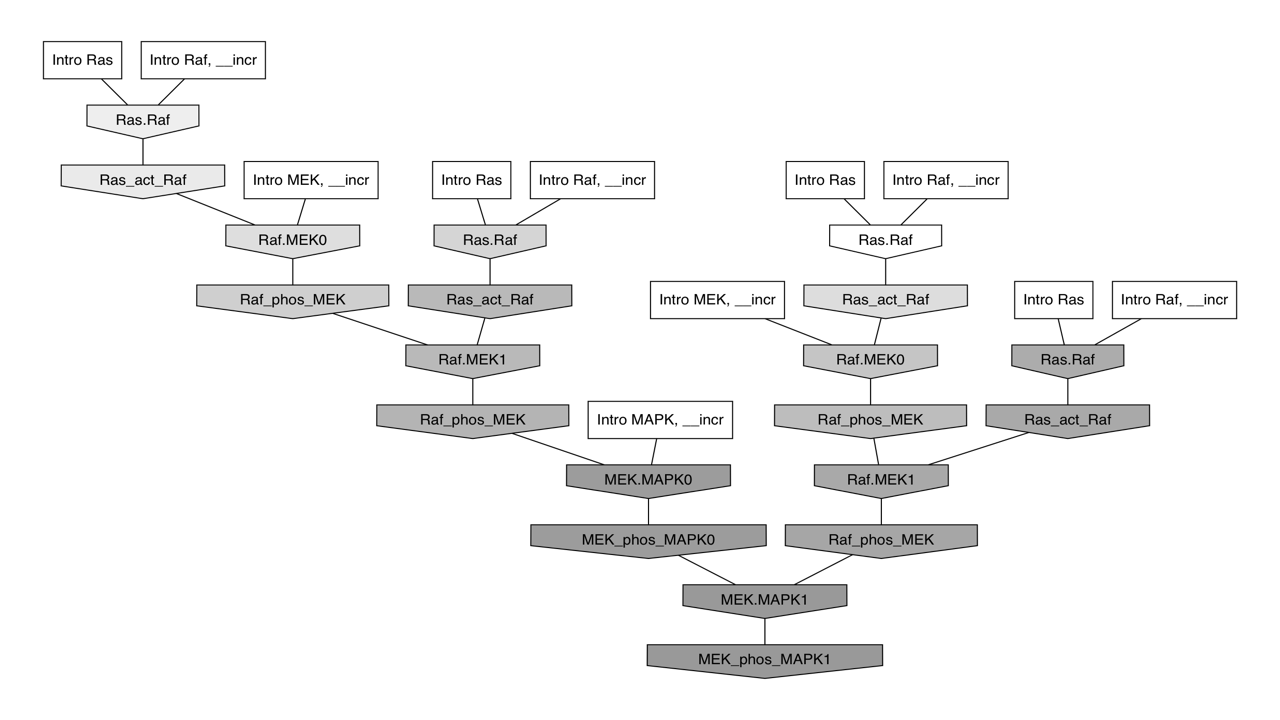 Intro Ras
Intro Raf, __incr
Ras.Raf
Ras_act_Raf
Intro MEK, __incr
Intro Ras
Intro Raf, __incr
Intro Ras
Intro Raf, __incr
Raf.MEK0
Ras.Raf
Ras.Raf
Raf_phos_MEK
Ras_act_Raf
Intro MEK, __incr
Ras_act_Raf
Intro Ras
Intro Raf, __incr
Raf.MEK1
Raf.MEK0
Ras.Raf
Raf_phos_MEK
Intro MAPK, __incr
Raf_phos_MEK
Ras_act_Raf
MEK.MAPK0
Raf.MEK1
MEK_phos_MAPK0
Raf_phos_MEK
MEK.MAPK1
MEK_phos_MAPK1